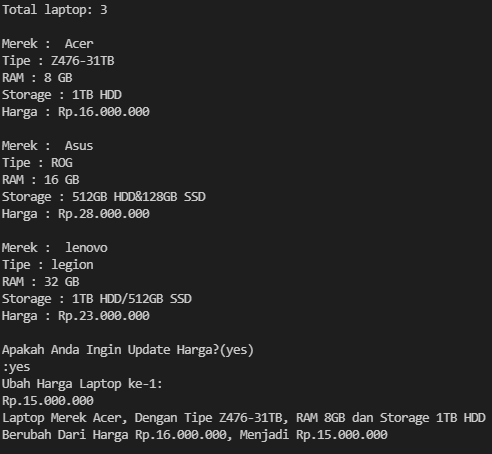 Total laptop: 3
Merek :  Acer
Tipe : Z476-31TB
RAM : 8 GB
Storage : 1TB HDD
Harga : Rp.16.000.000
Merek :  Asus
Tipe : ROG
RAM : 16 GB
Storage : 512GB HDD&128GB SSD
Harga : Rp.28.000.000
Merek :  lenovo
Tipe : legion
RAM : 32 GB
Storage : 1TB HDD/512GB SSD
Harga : Rp.23.000.000
Apakah Anda Ingin Update Harga?(yes)
:yes
Ubah Harga Laptop ke-1:
Rp.15.000.000
Laptop Merek Acer, Dengan Tipe Z476-31TB, RAM 8GB dan Storage 1TB HDD
Berubah Dari Harga Rp.16.000.000, Menjadi Rp.15.000.000